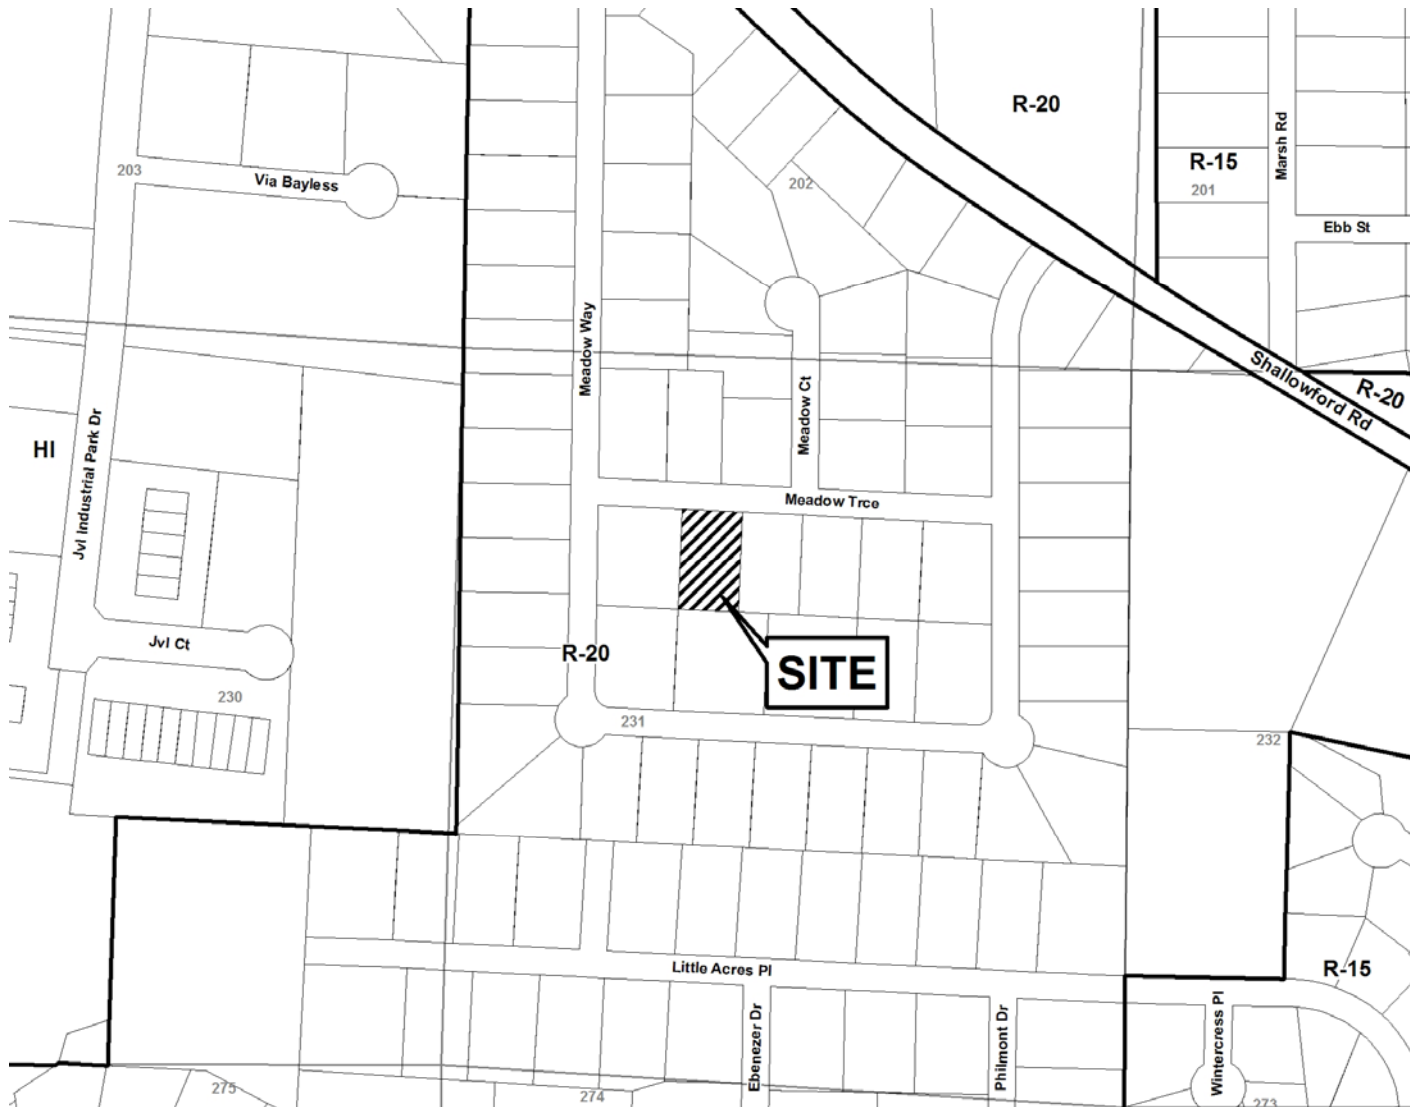 R-20
Marsh Rd
R-15
203
Via Bayless
202
201
Ebb St
Meadow Way
Shallowford Rd
R-20
Meadow Ct
HI
Jvl Industrial Park Dr
Meadow Trce
Jvl Ct
R-20
SITE
230
231
232
Little Acres Pl
R-15
Ebenezer Dr
Philmont Dr
Wintercress Pl
275
274
273